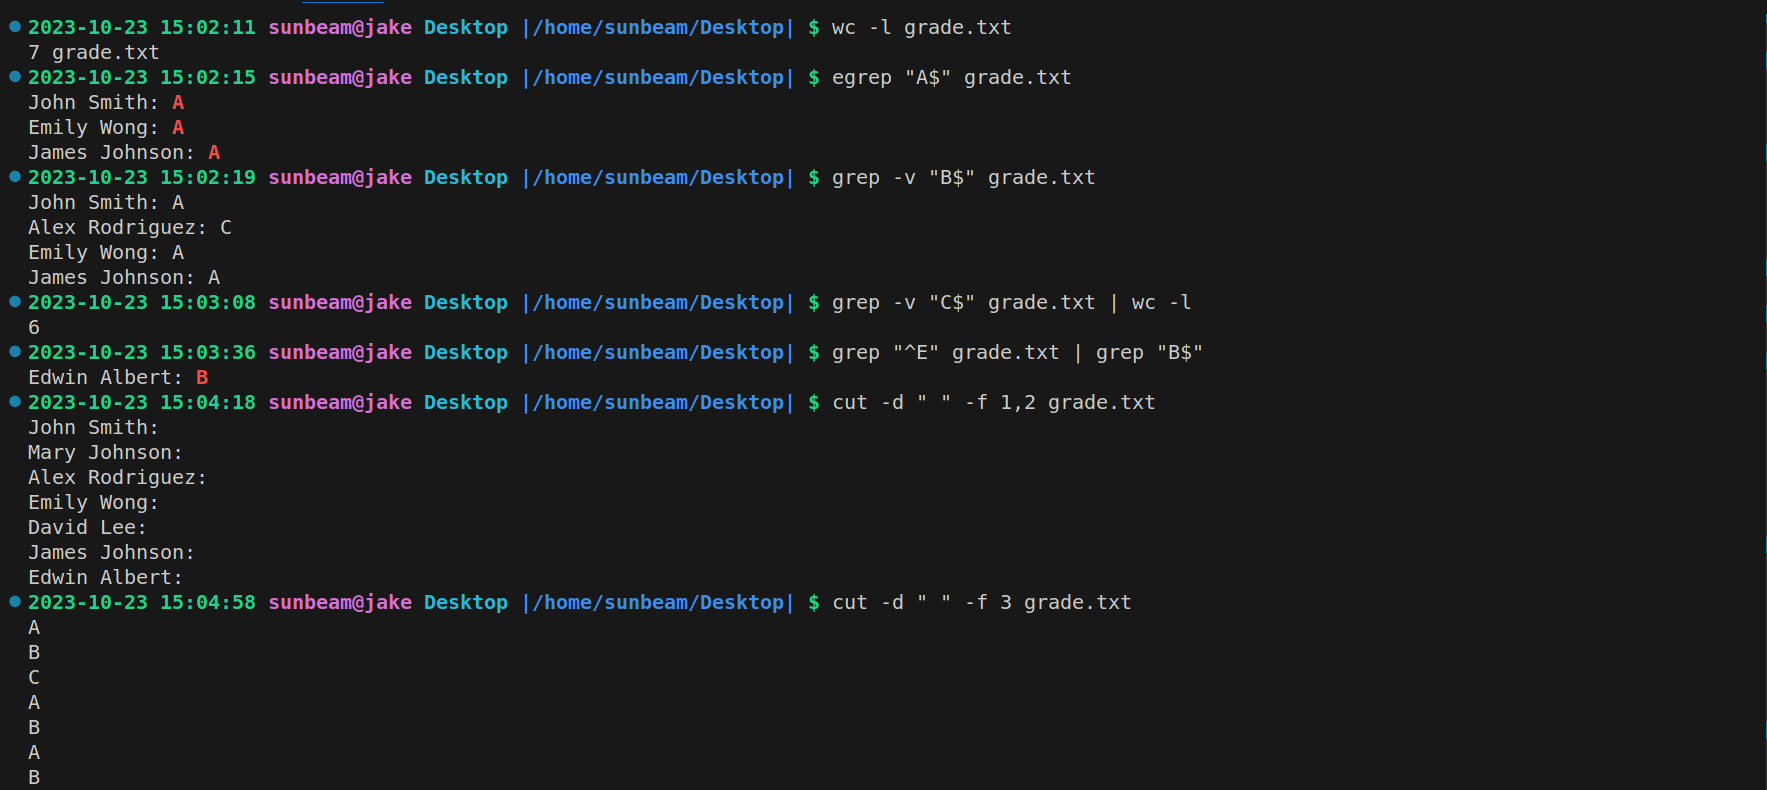 2023-10-23 15:02:11 sunbeam@jake Desktop |/home/sunbeam/Desktop| $ wc -l grade.txt
7 grade.txt
2023-10-23 15:02:15 sunbeam@jake Desktop |/home/sunbeam/Desktop| $ egrep "A$" grade.txt
John Smith: A
Emily Wong: A
James Johnson: A
2023-10-23 15:02:19 sunbeam@jake Desktop |/home/sunbeam/Desktop| $ grep -v "B$" grade.txt
John Smith: A
Alex Rodriguez: C
Emily Wong: A
James Johnson: A
2023-10-23 15:03:08 sunbeam@jake Desktop |/home/sunbeam/Desktop| $ grep -v "C$" grade.txt | wc -l
6
2023-10-23 15:03:36 sunbeam@jake Desktop |/home/sunbeam/Desktop| $ grep "^E" grade.txt | grep "B$"
Edwin Albert: B
2023-10-23 15:04:18 sunbeam@jake Desktop |/home/sunbeam/Desktop| $ cut -d " " -f 1,2 grade.txt
John Smith:
Mary Johnson:
Alex Rodriguez:
Emily Wong:
David Lee:
James Johnson:
Edwin Albert:
2023-10-23 15:04:58 sunbeam@jake Desktop |/home/sunbeam/Desktop| $ cut -d " " -f 3 grade.txt
A
B
C
A
B
A
B